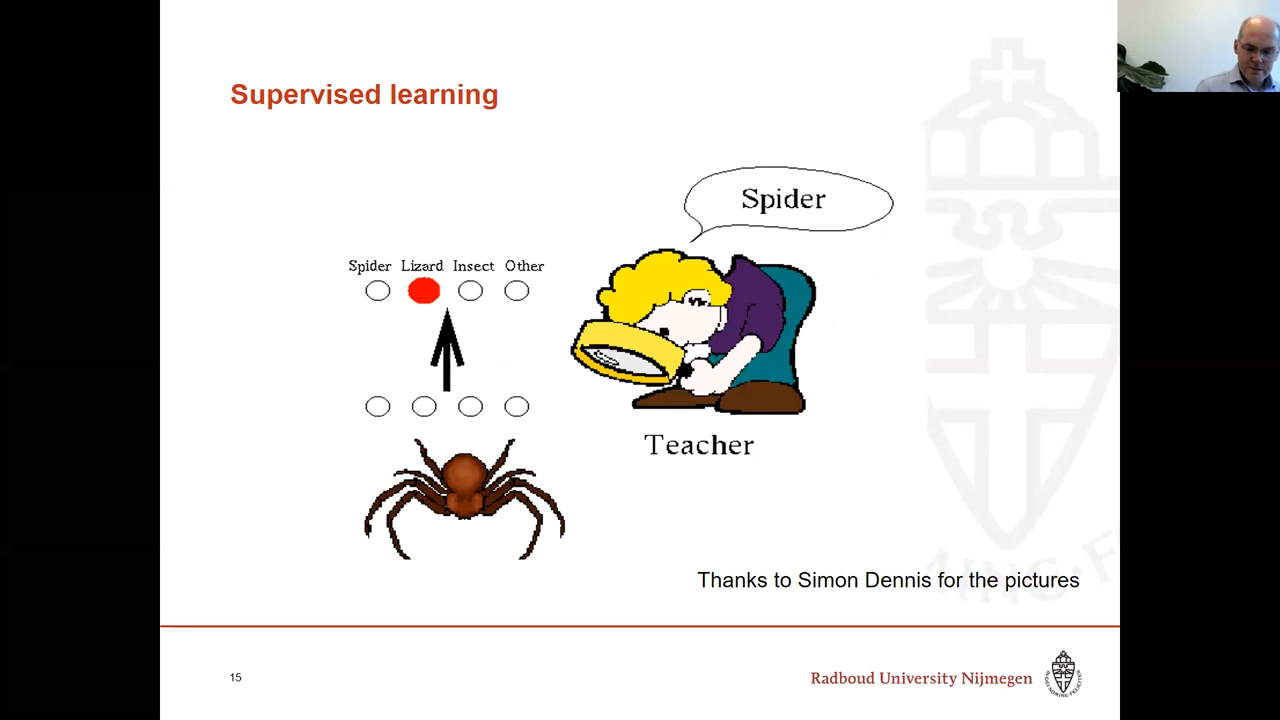 Supervised learning
Spider
Spider Lizard Insect Other
Teacher
Thanks to Simon Dennis for the pictures
15
Radboud University Nijmegen